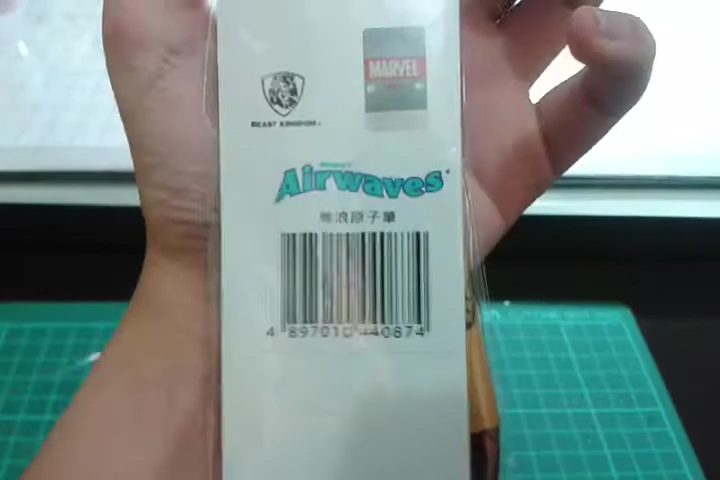 MARVEL
BEAST KINGDOM
Airwaves
無浪原子筆
4 897010 440874